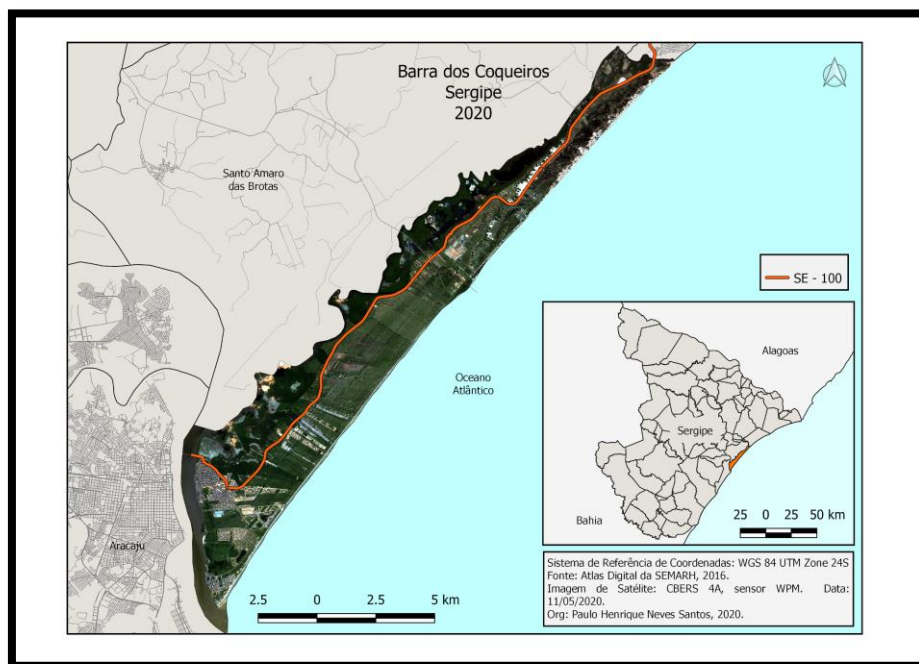 Barra dos Coqueiros
Sergipe
2020
Santo Amaro
das Brotas
SE - 100
Oceano
Atlântico
Aracaju
2.5 0 2.5 5 km
Alagoas
Sergipe
Bahia
25 0 25 50 km
Sistema de Referência de Coordenadas: WGS 84 UTM Zone 24S
Fonte: Atlas Digital da SEMARH, 2016.
Imagem de Satélite: CBERS 4A, sensor WPM. Data:
11/05/2020.
Org: Paulo Henrique Neves Santos, 2020.